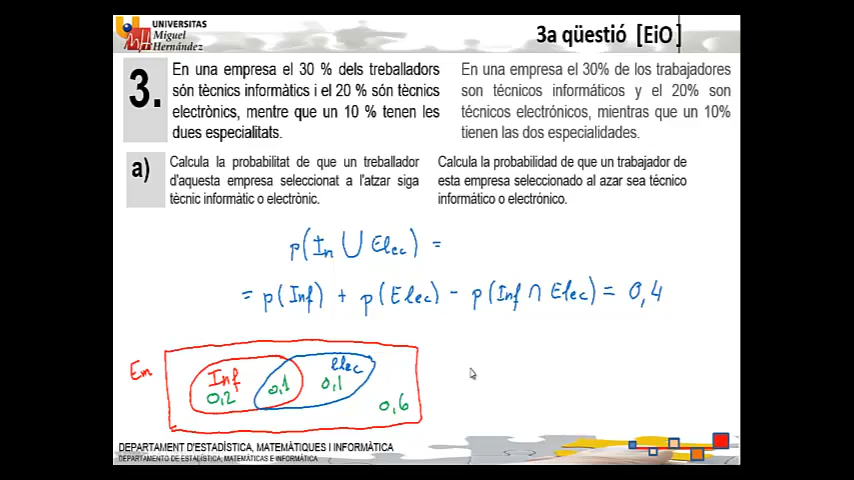 UNIVERSITAS
Miguel
Hernández
3a qüestió [EiO]
3.
En una empresa el 30 % dels treballadors
són tècnics informàtics i el 20 % són tècnics
electrònics, mentre que un 10 % tenen les
dues especialitats.
En una empresa el 30% de los trabajadores
son técnicos informáticos y el 20% son
técnicos electrónicos, mientras que un 10%
tienen las dos especialidades.
a)
Calcula la probabilitat de que un treballador
d'aquesta empresa seleccionat a l'atzar siga
tècnic informàtic o electrònic.
Calcula la probabilidad de que un trabajador de
esta empresa seleccionado al azar sea técnico
informático o electrónico.
p(In ⋃ Elec) =
= p(Inf) + p(Elec) - p(Inf ∩ Elec) = 0,4
Em
Inf
Elec
0,2
0,1
0,1
0,6
DEPARTAMENT D'ESTADÍSTICA, MATEMÀTIQUES I INFORMÀTICA
DEPARTAMENTO DE ESTADÍSTICA, MATEMÁTICAS E INFORMÁTICA